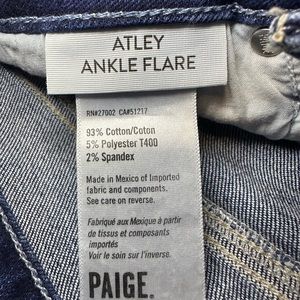 ATLEY
ANKLE FLARE
RN#27002 CA#51217
93% Cotton/Coton
5% Polyester T400
2% Spandex
Made in Mexico of Imported
fabric and components.
See care on reverse.
Fabriqué aux Mexique à partir
de tissus et composants
importés
Voir le soin sur l'inverse.
PAIGE.